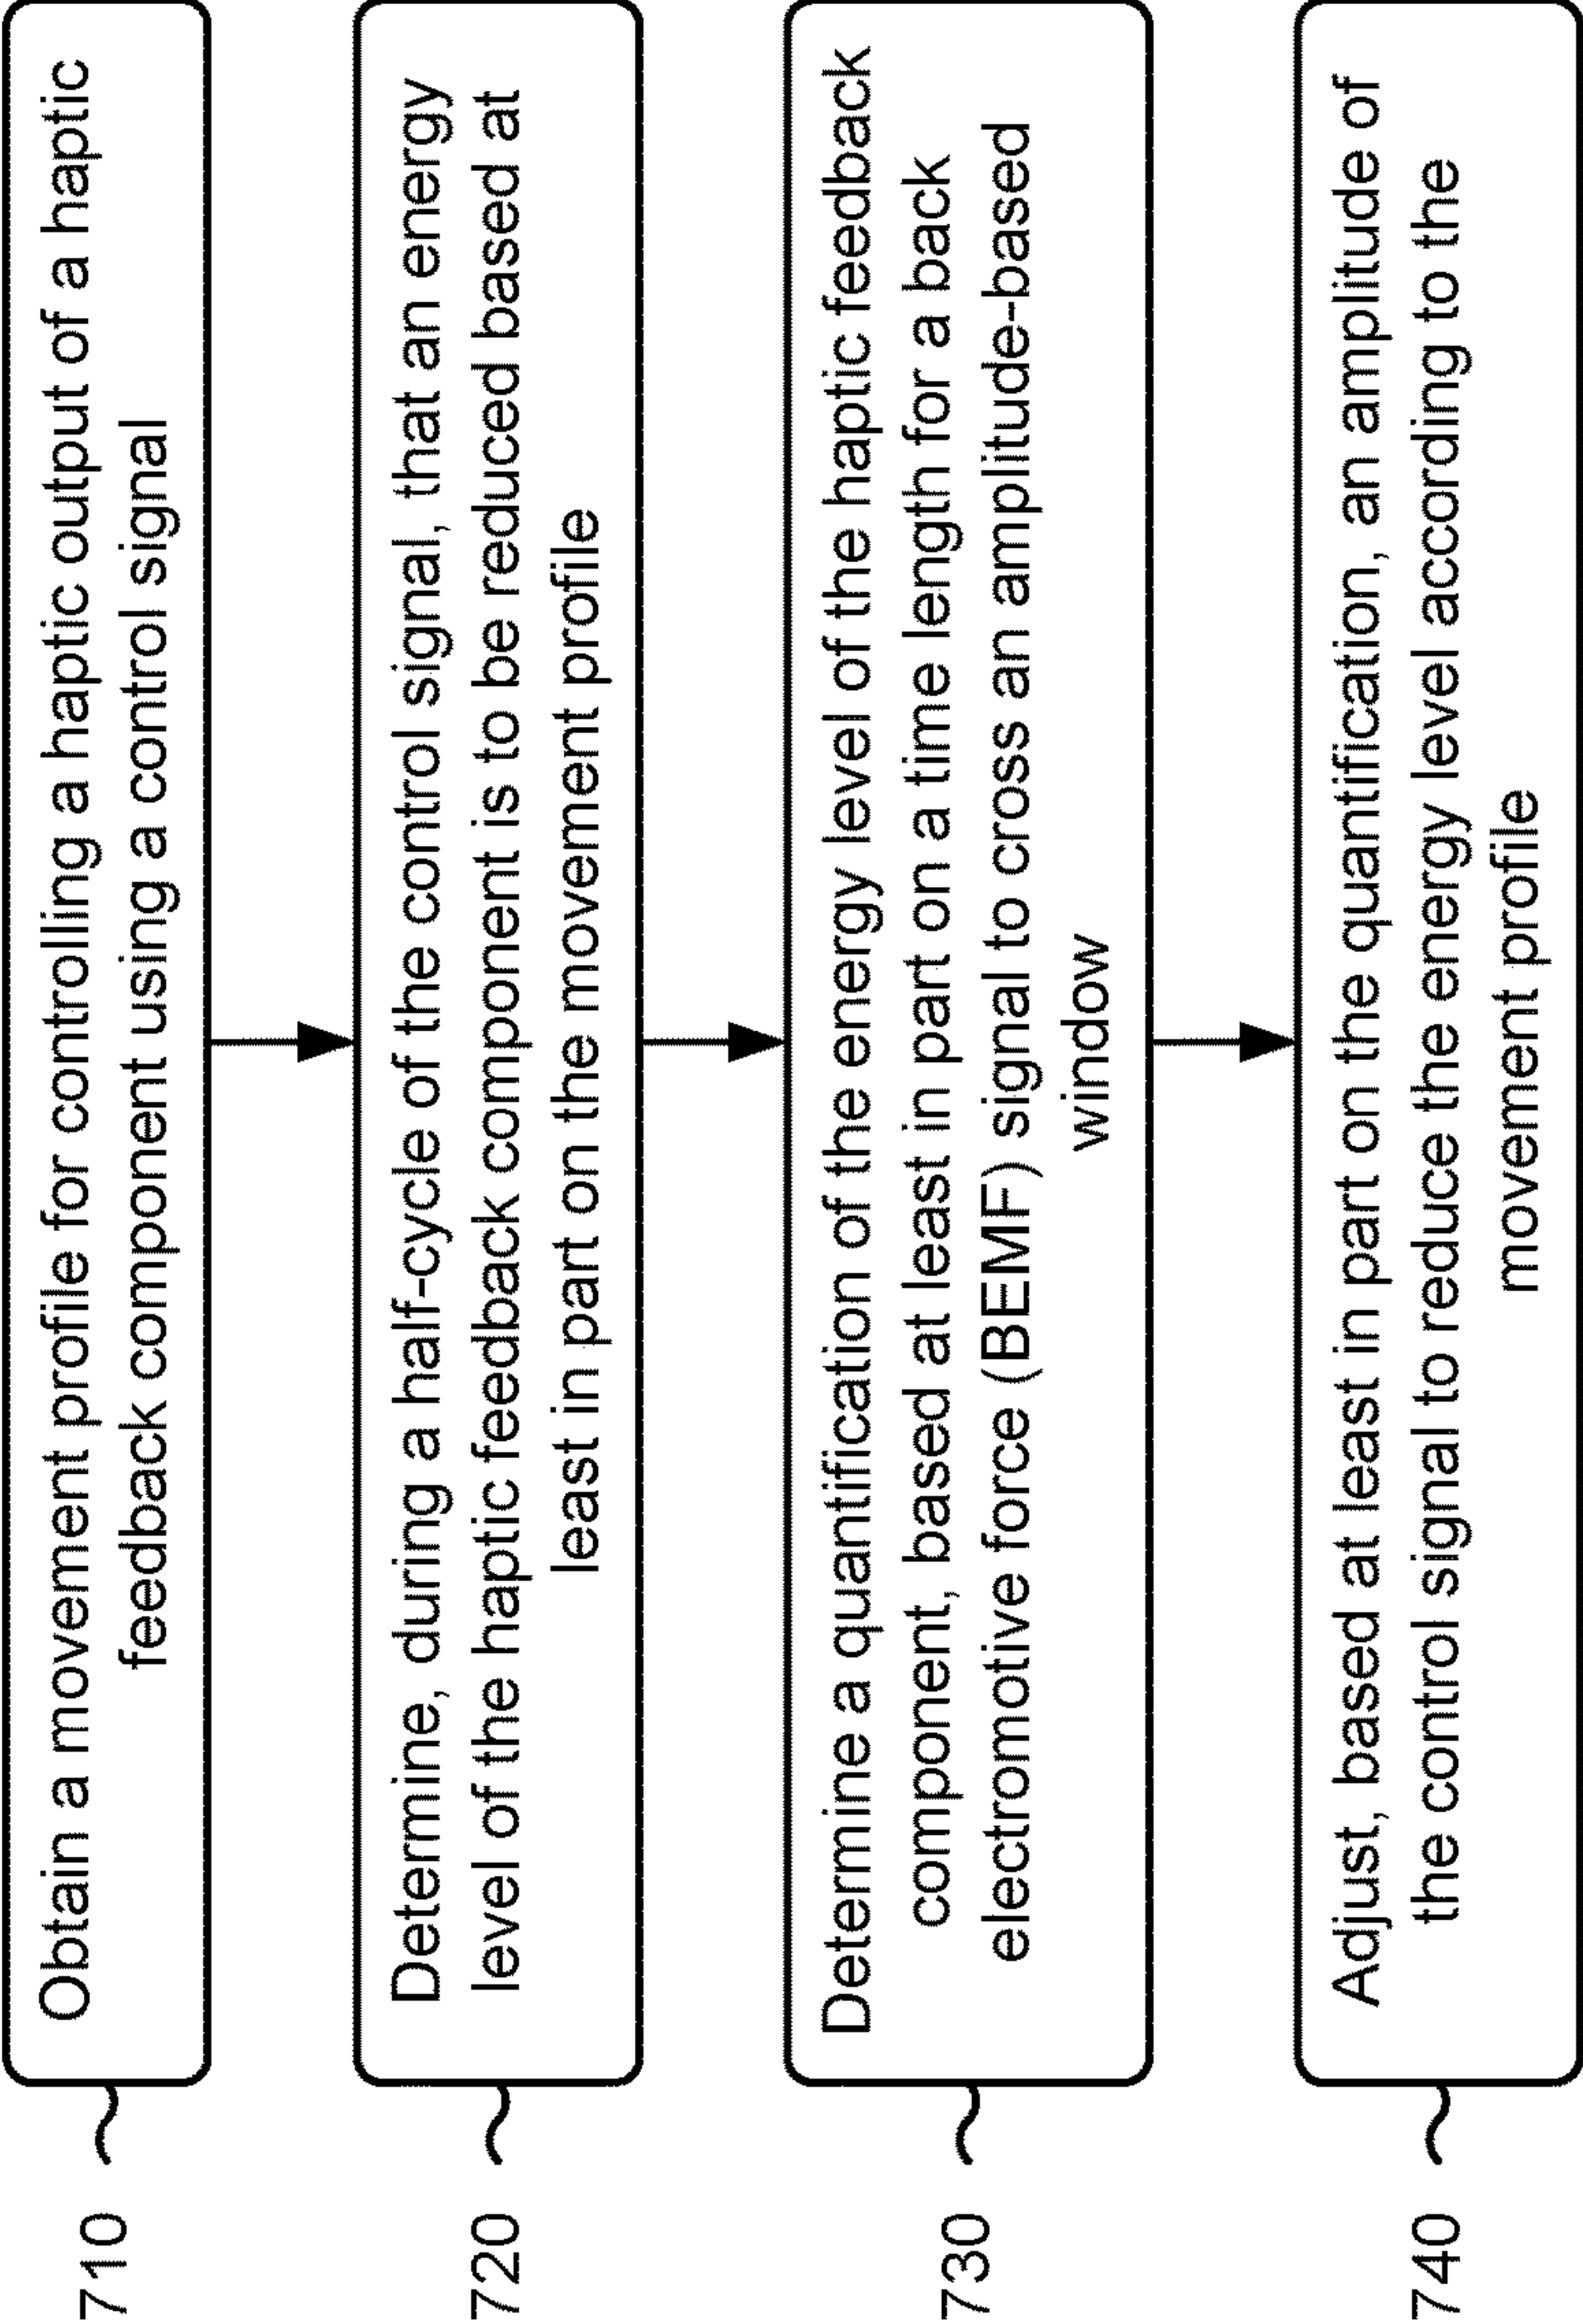 710
Obtain a movement profile for controlling a haptic output of a haptic
feedback component using a control signal
720
Determine, during a half-cycle of the control signal, that an energy
level of the haptic feedback component is to be reduced based at
least in part on the movement profile
730
Determine a quantification of the energy level of the haptic feedback
component, based at least in part on a time length for a back
electromotive force (BEMF) signal to cross an amplitude-based
window
740
Adjust, based at least in part on the quantification, an amplitude of
the control signal to reduce the energy level according to the
movement profile